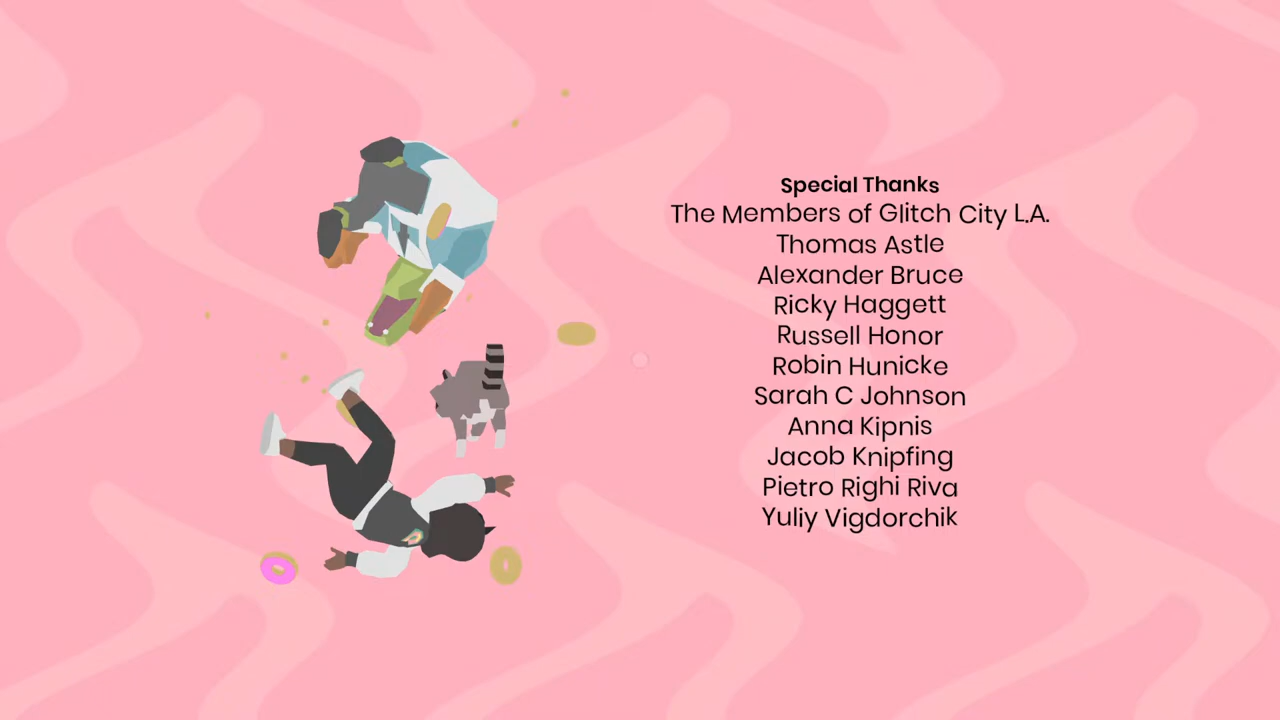 Special Thanks
The Members of Glitch City L.A.
Thomas Astle
Alexander Bruce
Ricky Haggett
Russell Honor
Robin Hunicke
Sarah C Johnson
Anna Kipnis
Jacob Knipfing
Pietro Righi Riva
Yuliy Vigdorchik